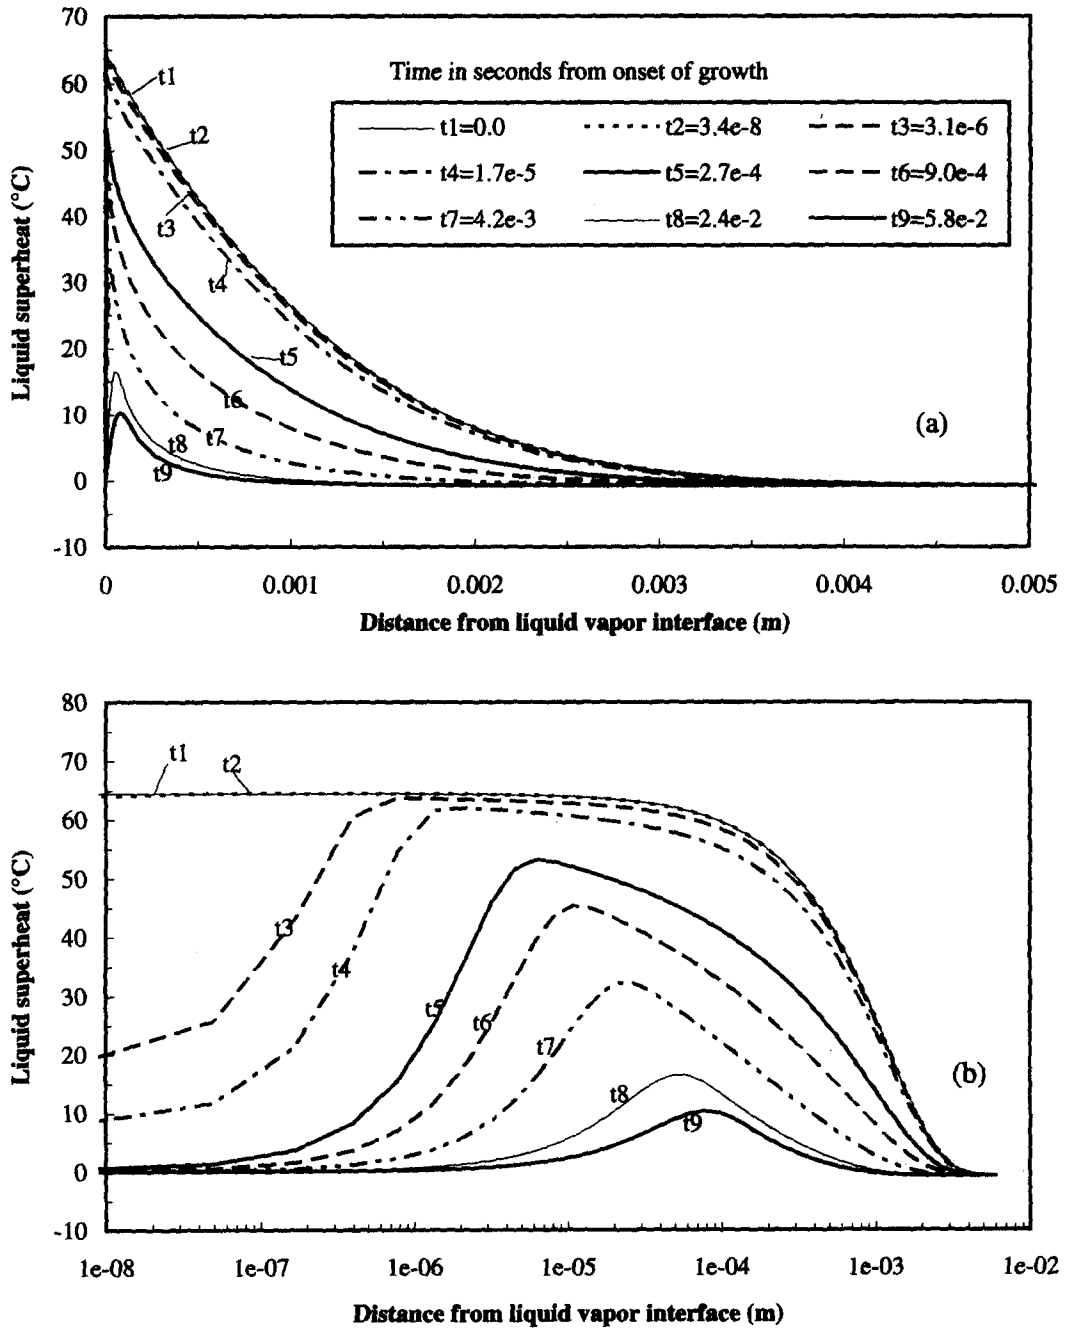 70
60
50
40
30
20
10
0
-10
Liquid superheat (°C)
Time in seconds from onset of growth
t1=0.0 t2=3.4e-8 t3=3.1e-6
t4=1.7e-5 t5=2.7e-4 t6=9.0e-4
t7=4.2e-3 t8=2.4e-2 t9=5.8e-2
t1
t2
t3
t4
t5
t6
t7
t8
t9
(a)
0 0.001 0.002 0.003 0.004 0.005
Distance from liquid vapor interface (m)
80
70
60
50
40
30
20
10
0
-10
Liquid superheat (°C)
t1
t2
t3
t4
t5
t6
t7
t8
t9
(b)
1e-08 1e-07 1e-06 1e-05 1e-04 1e-03 1e-02
Distance from liquid vapor interface (m)